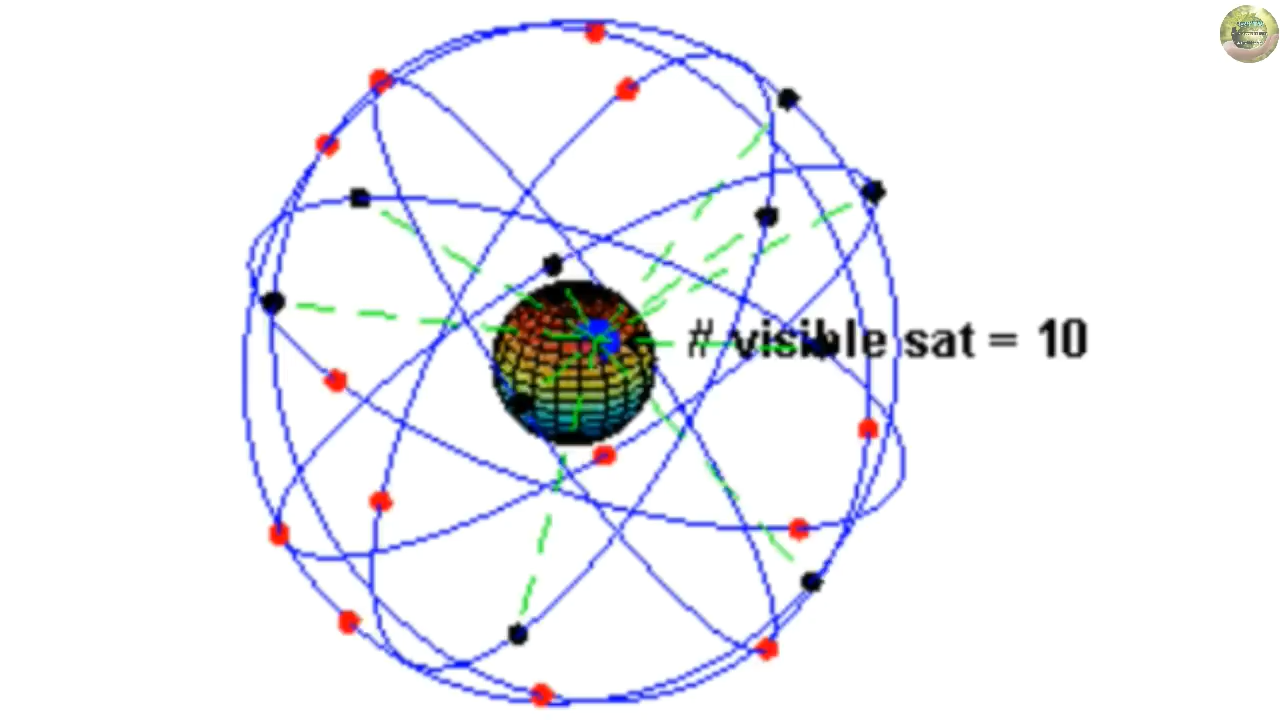 # visible sat = 10